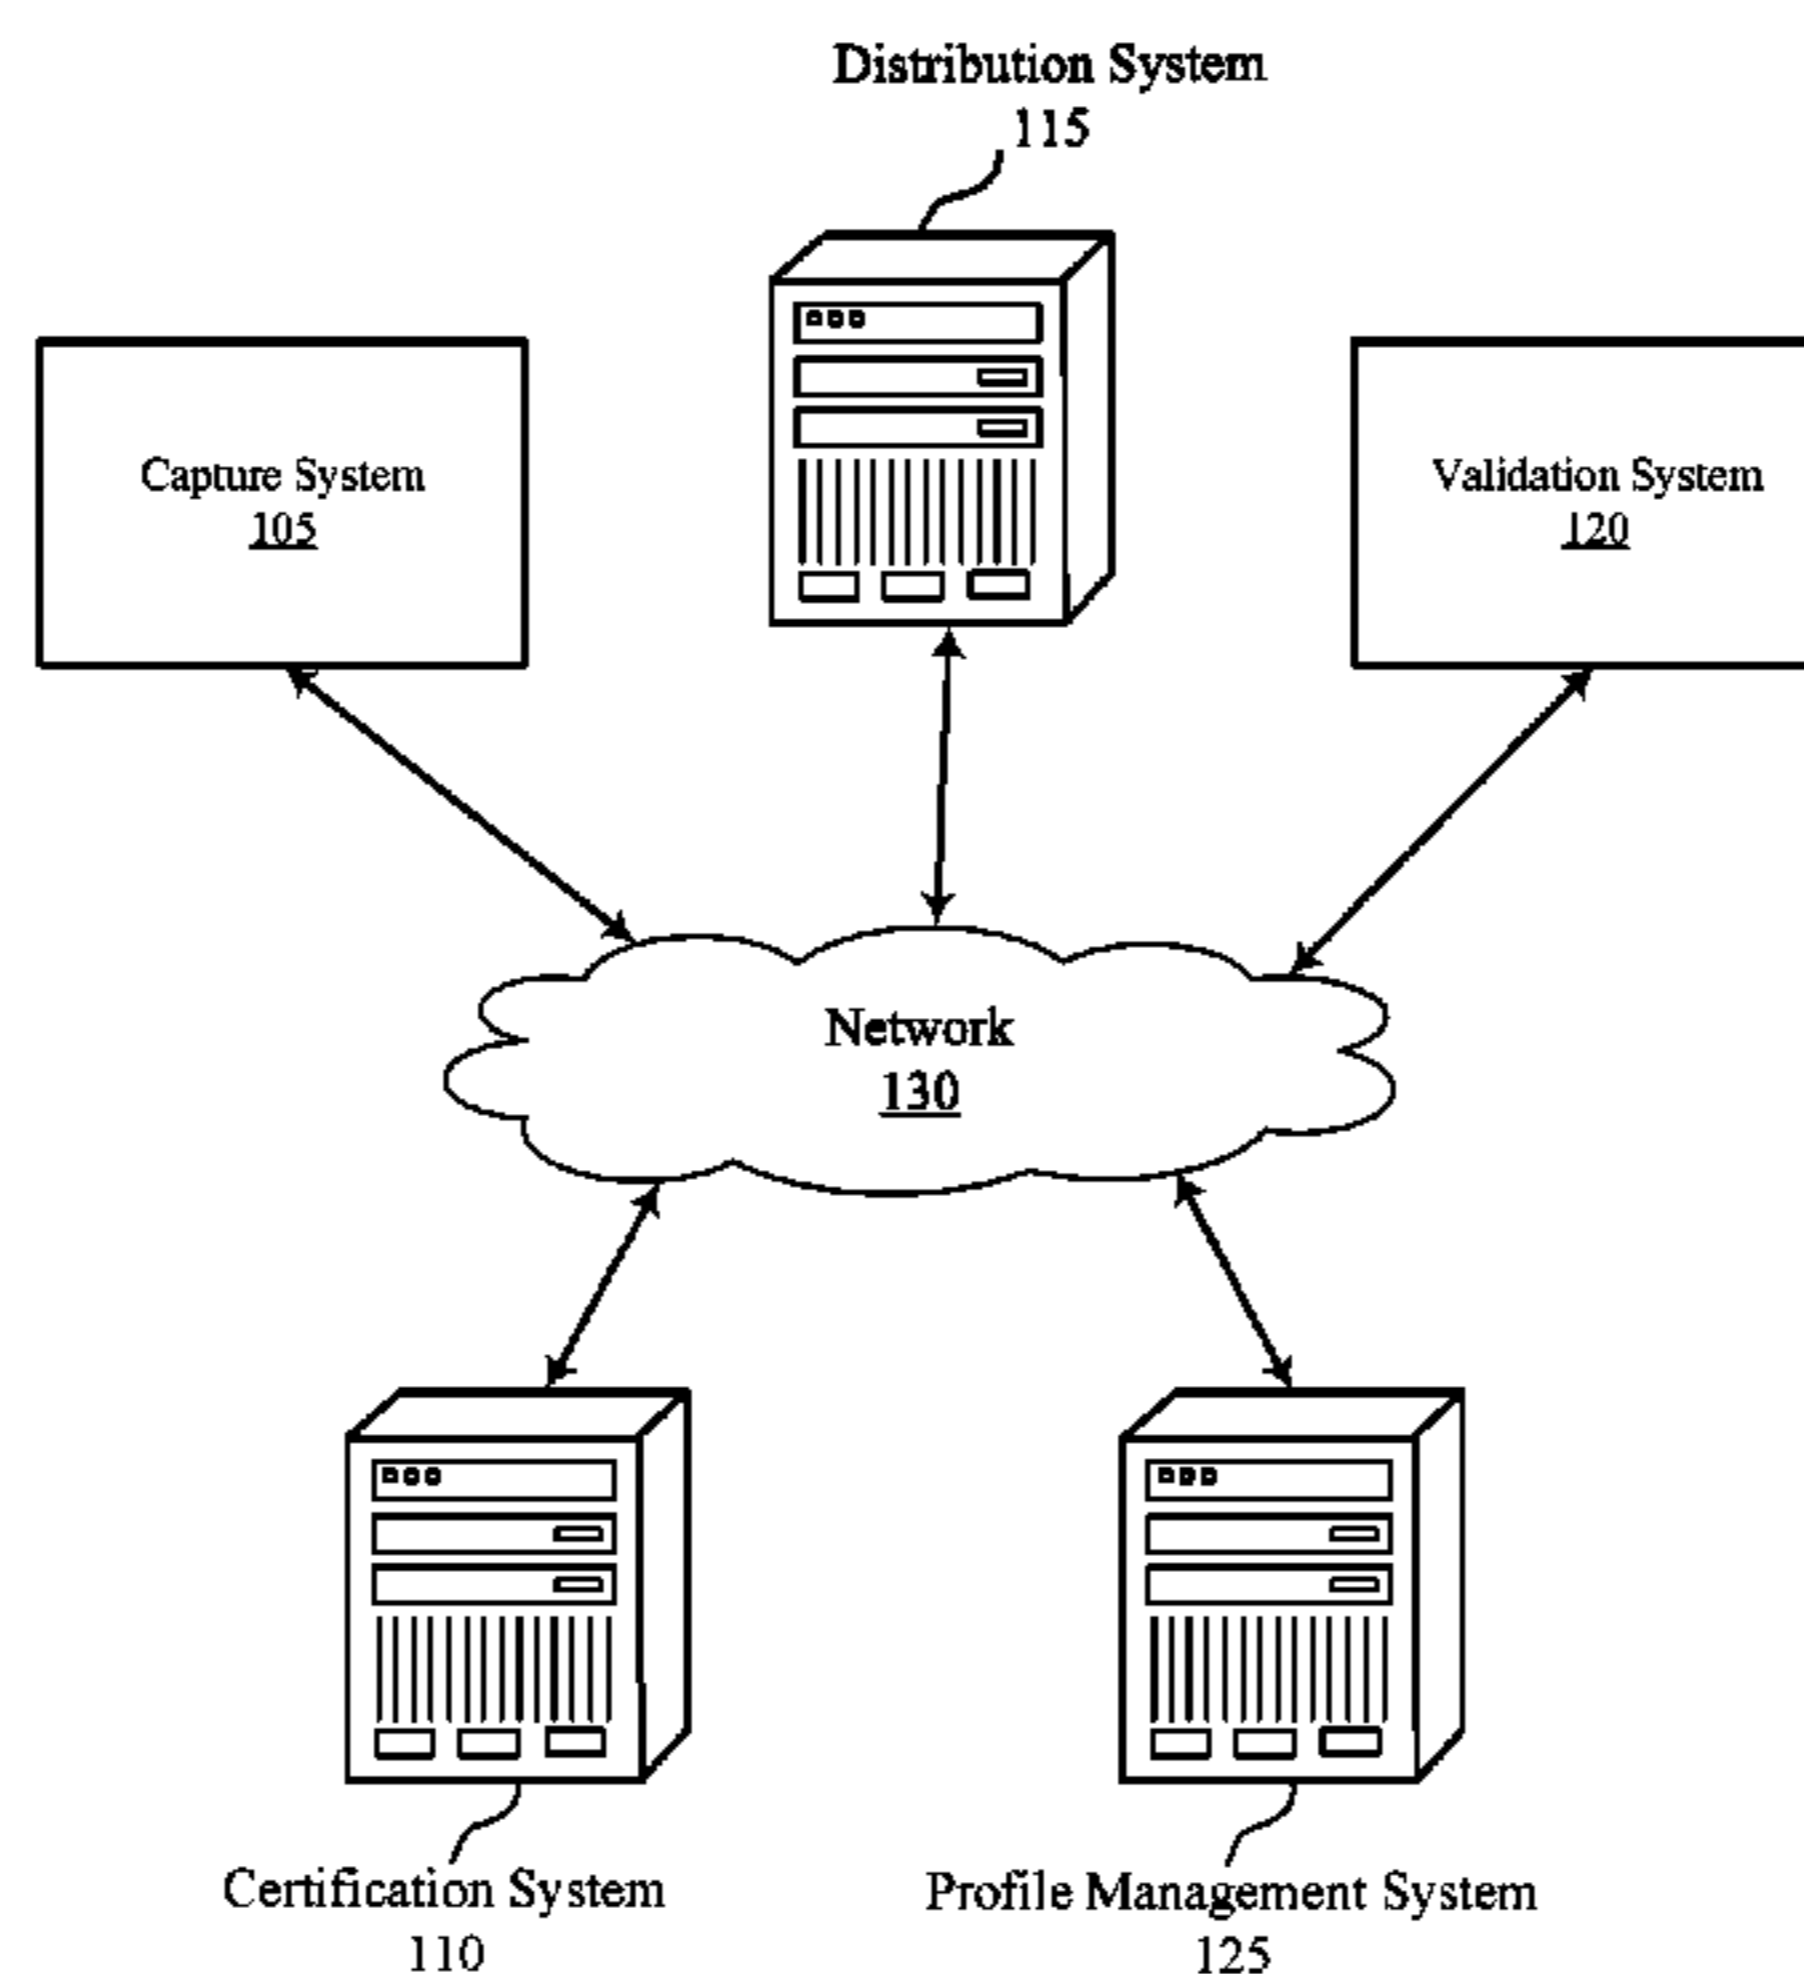 Distribution System
115
Capture System
105
Validation System
120
Network
130
Certification System
110
Profile Management System
125